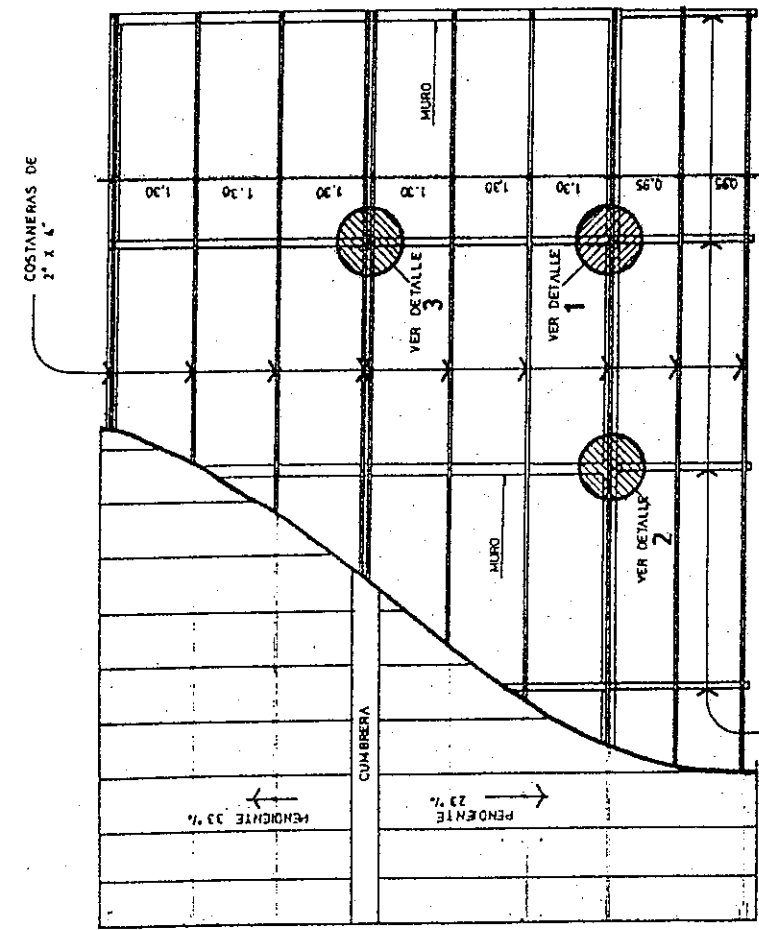 COSTANERAS DE
2" X 4"
MURO
1,30
1.30
1.30
1.30
1,30
1.30
0.95
0,95
VER DETALLE
3
VER DETALLE
1
VER DETALLE
2
MURO
CUMBRERA
PENDIENTE 33 %
PENDIENTE
23 %